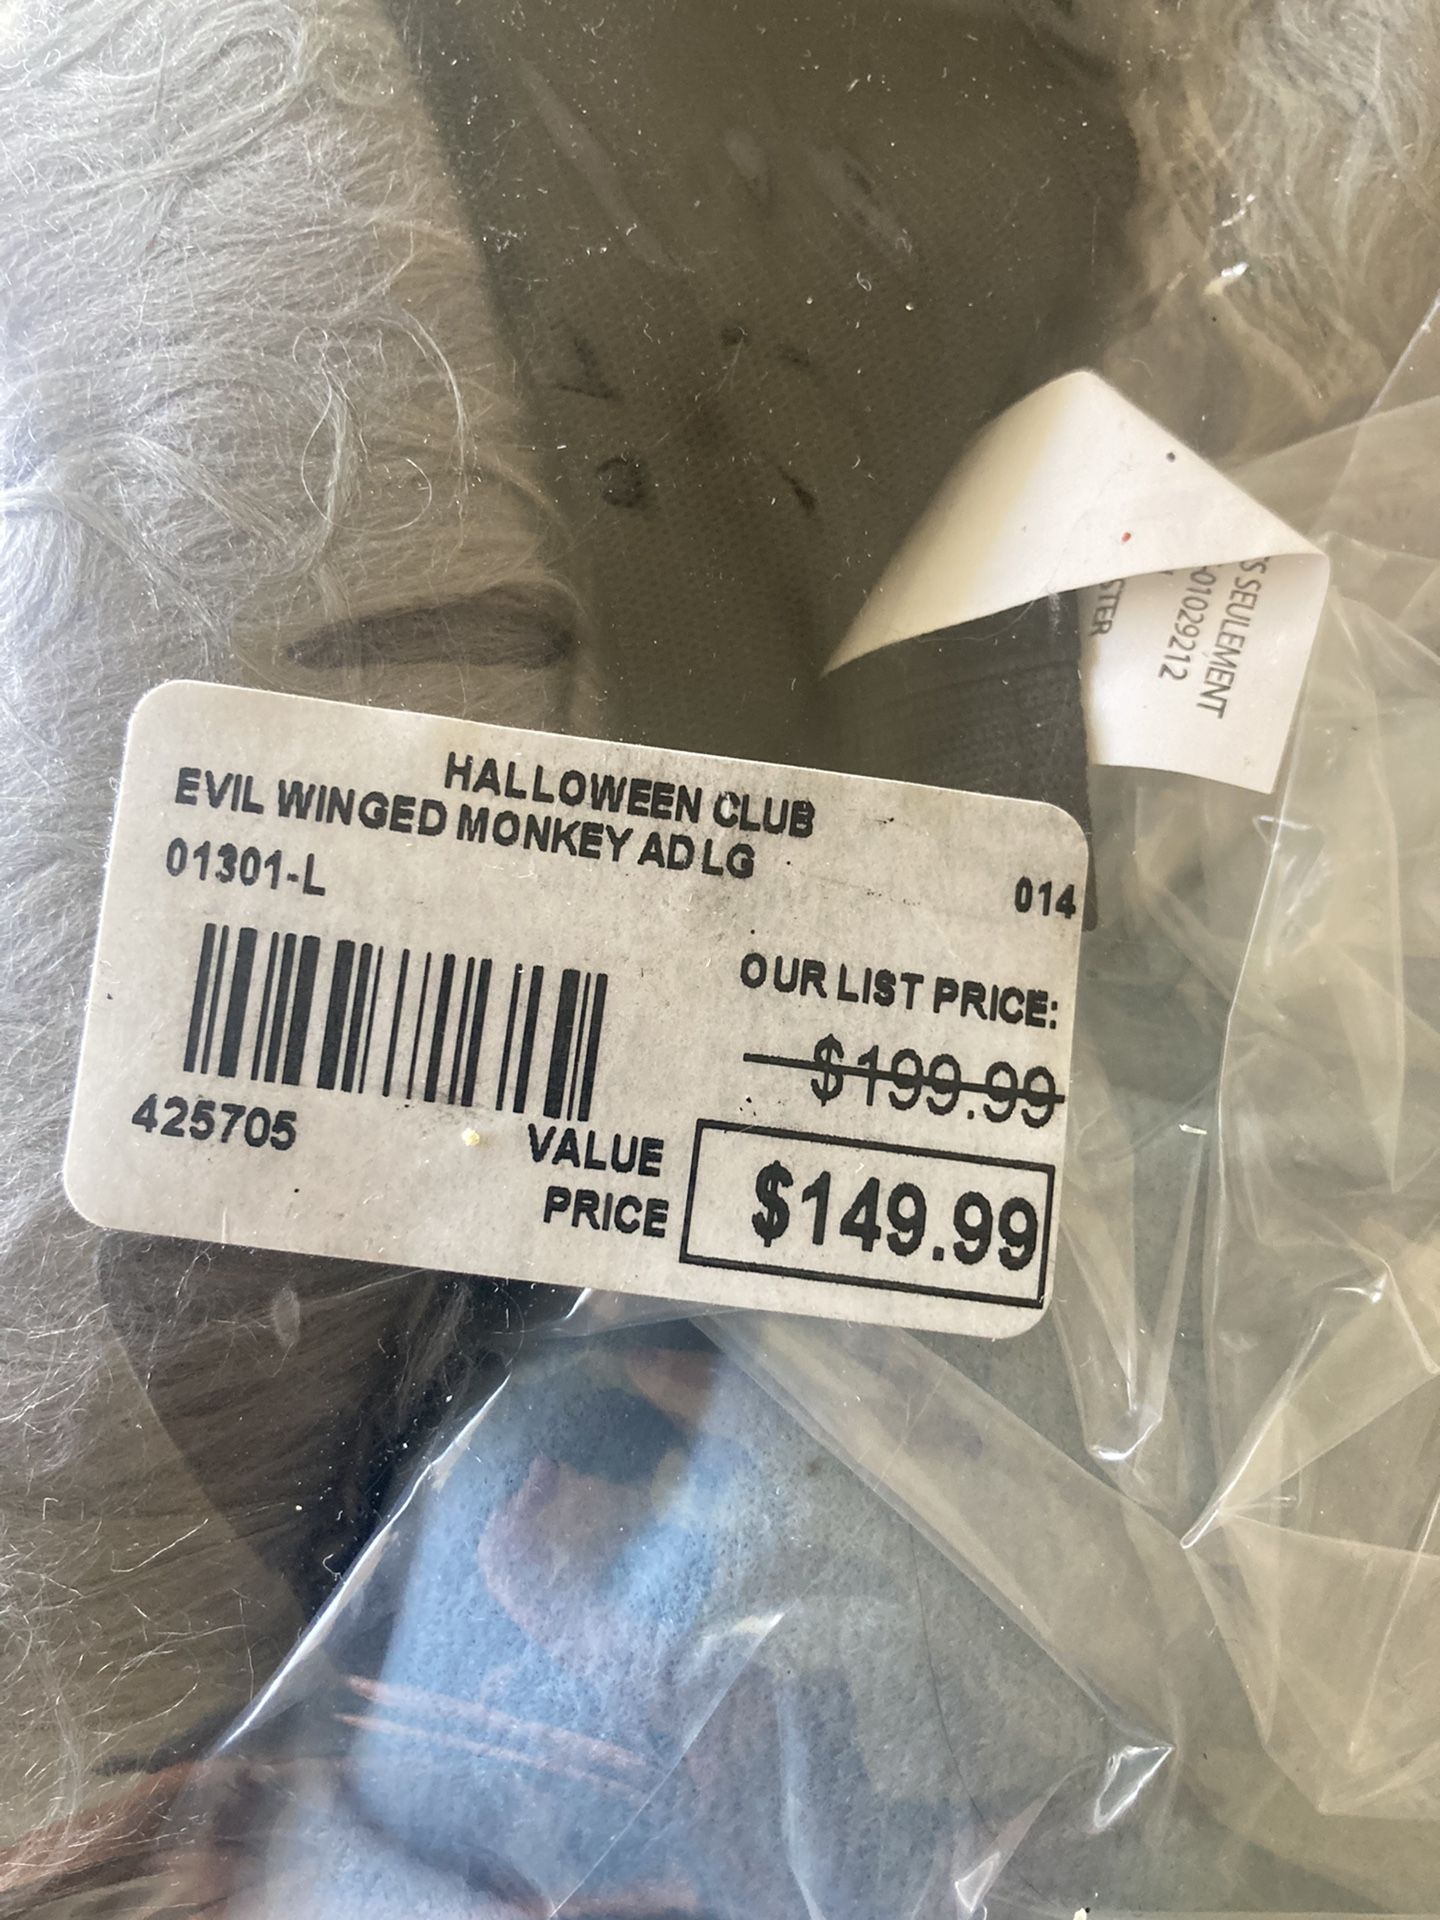 HALLOWEEN CLUB
EVIL WINGED MONKEY AD LG
01301-L
014
OUR LIST PRICE:
$199.99
425705
VALUE
PRICE
$149.99
SEULEMENT
01029212